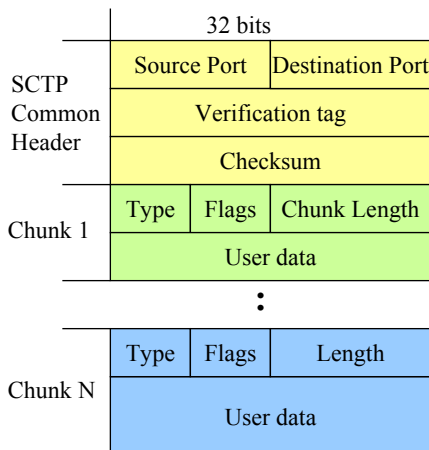 32 bits
SCTP
Common
Header
Source Port Destination Port
Verification tag
Checksum
Chunk 1
Type Flags Chunk Length
User data
:
Chunk N
Type Flags Length
User data